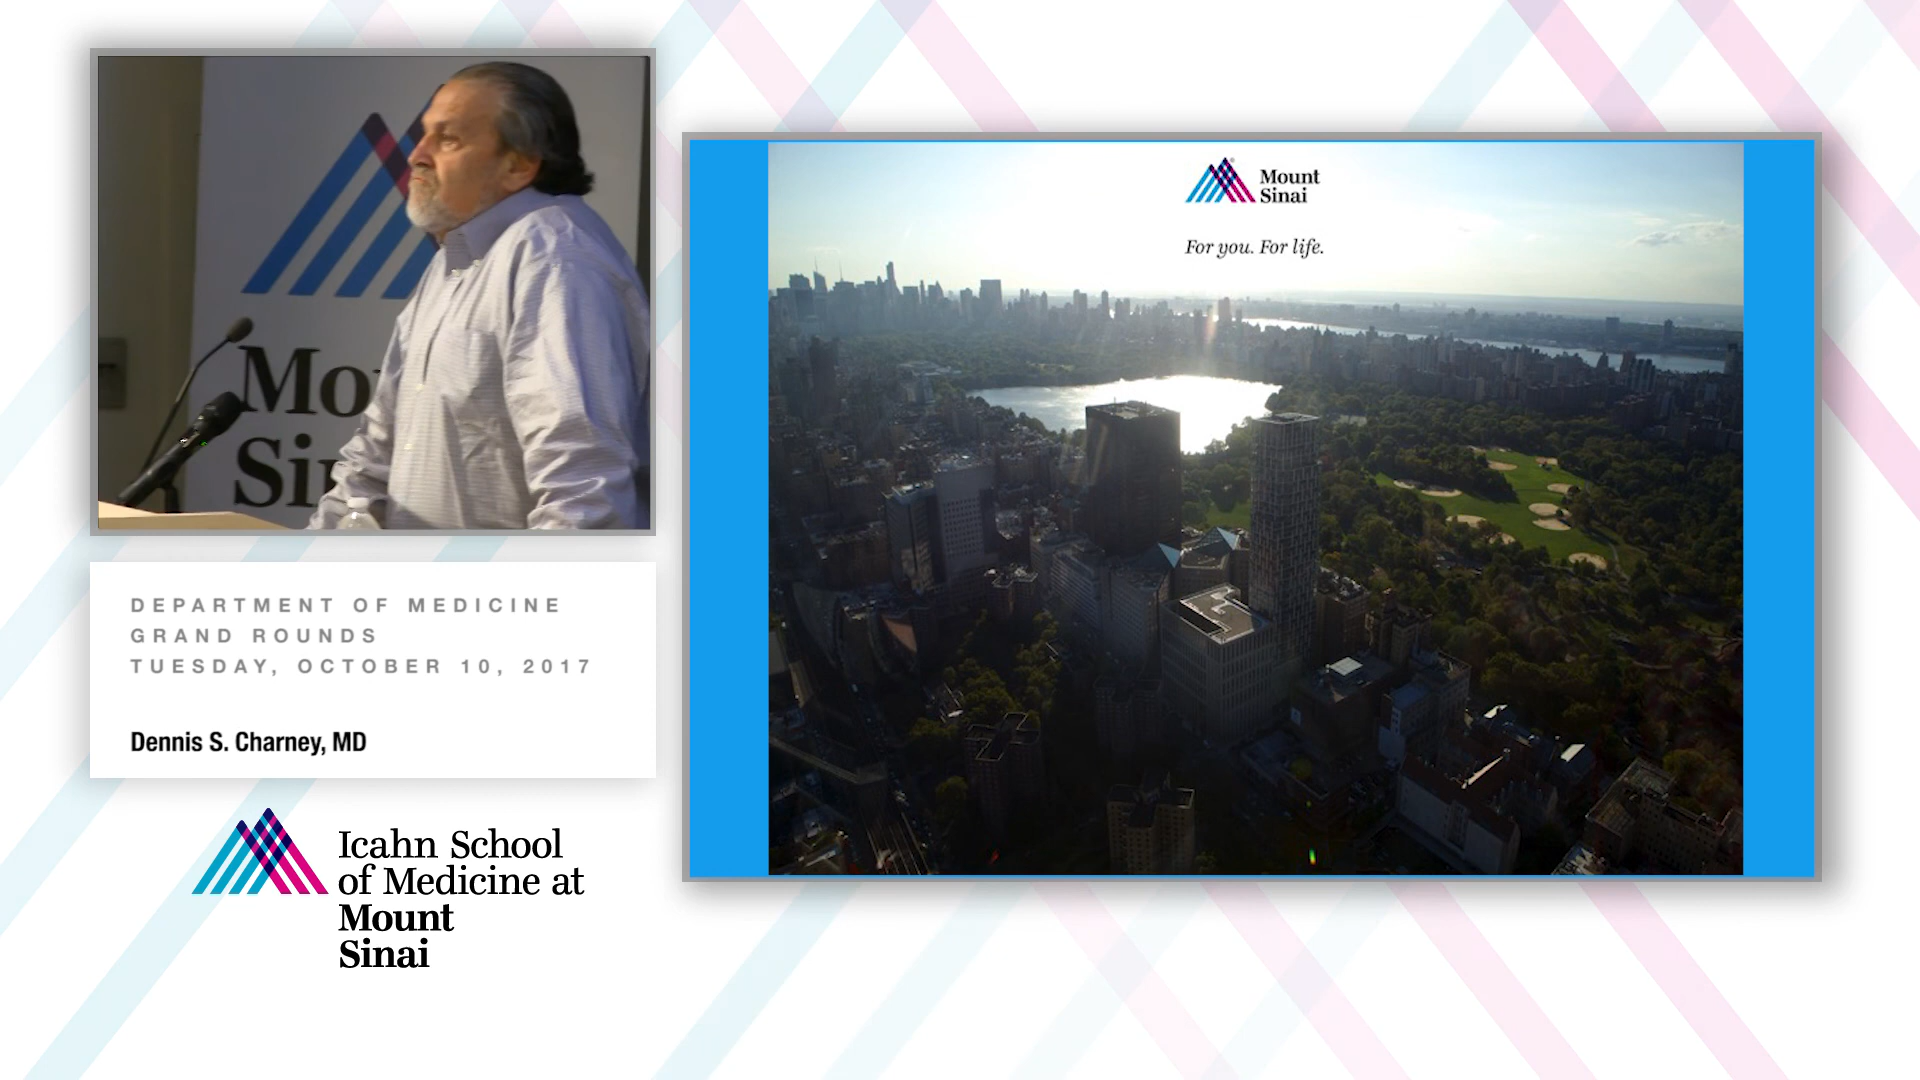 Mo
Si
DEPARTMENT OF MEDICINE
GRAND ROUNDS
TUESDAY, OCTOBER 10, 2017
Dennis S. Charney, MD
Icahn School
of Medicine at
Mount
Sinai
Mount
Sinai
For you. For life.